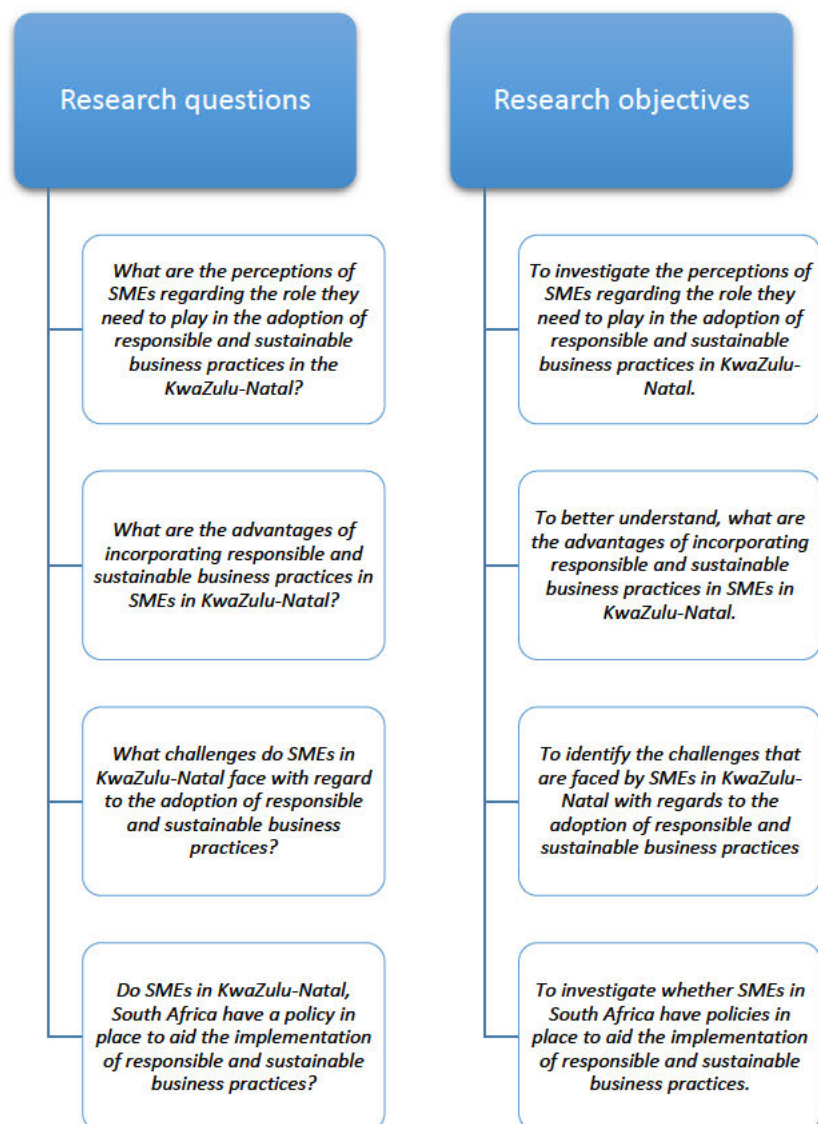 Research questions
What are the perceptions of
SMEs regarding the role they
need to play in the adoption of
responsible and sustainable
business practices in the
KwaZulu-Natal?
What are the advantages of
incorporating responsible and
sustainable business practices in
SMEs in KwaZulu-Natal?
What challenges do SMEs in
KwaZulu-Natal face with regard
to the adoption of responsible
and sustainable business
practices?
Do SMEs in KwaZulu-Natal,
South Africa have a policy in
place to aid the implementation
of responsible and sustainable
business practices?
Research objectives
To investigate the perceptions of
SMEs regarding the role they
need to play in the adoption of
responsible and sustainable
business practices in KwaZulu-
Natal.
To better understand, what are
the advantages of incorporating
responsible and sustainable
business practices in SMEs in
KwaZulu-Natal.
To identify the challenges that
are faced by SMEs in KwaZulu-
Natal with regards to the
adoption of responsible and
sustainable business practices
To investigate whether SMEs in
South Africa have policies in
place to aid the implementation
of responsible and sustainable
business practices.